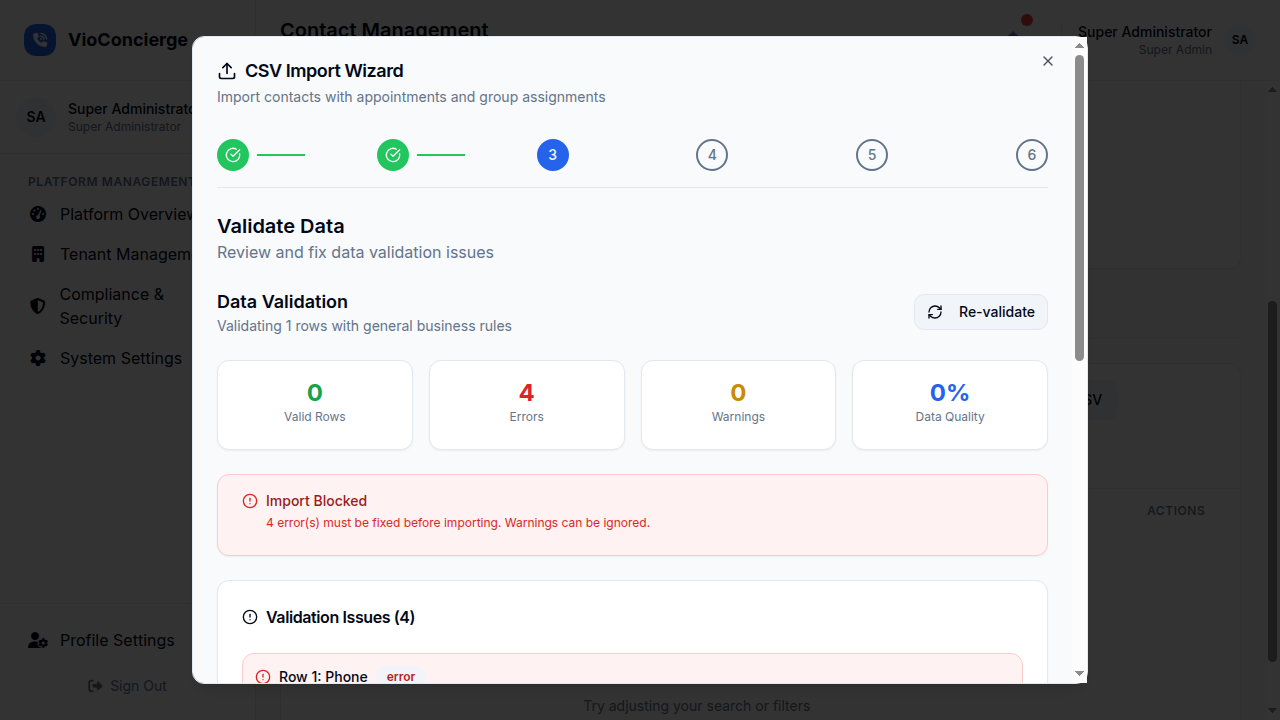 VioConcierge
Contact Management
Super Administrator
Super Admin
SA
SA
Super Administrato
Super Administrator
PLATFORM MANAGEMENT
Platform Overview
Tenant Managem
Compliance &
Security
System Settings
Profile Settings
Sign Out
CSV Import Wizard
Import contacts with appointments and group assignments
3
4
5
6
Validate Data
Review and fix data validation issues
Data Validation
Validating 1 rows with general business rules
Re-validate
0
Valid Rows
4
Errors
0
Warnings
0%
Data Quality
Import Blocked
4 error(s) must be fixed before importing. Warnings can be ignored.
Validation Issues (4)
Row 1: Phone error
SV
ACTIONS
Try adjusting your search or filters